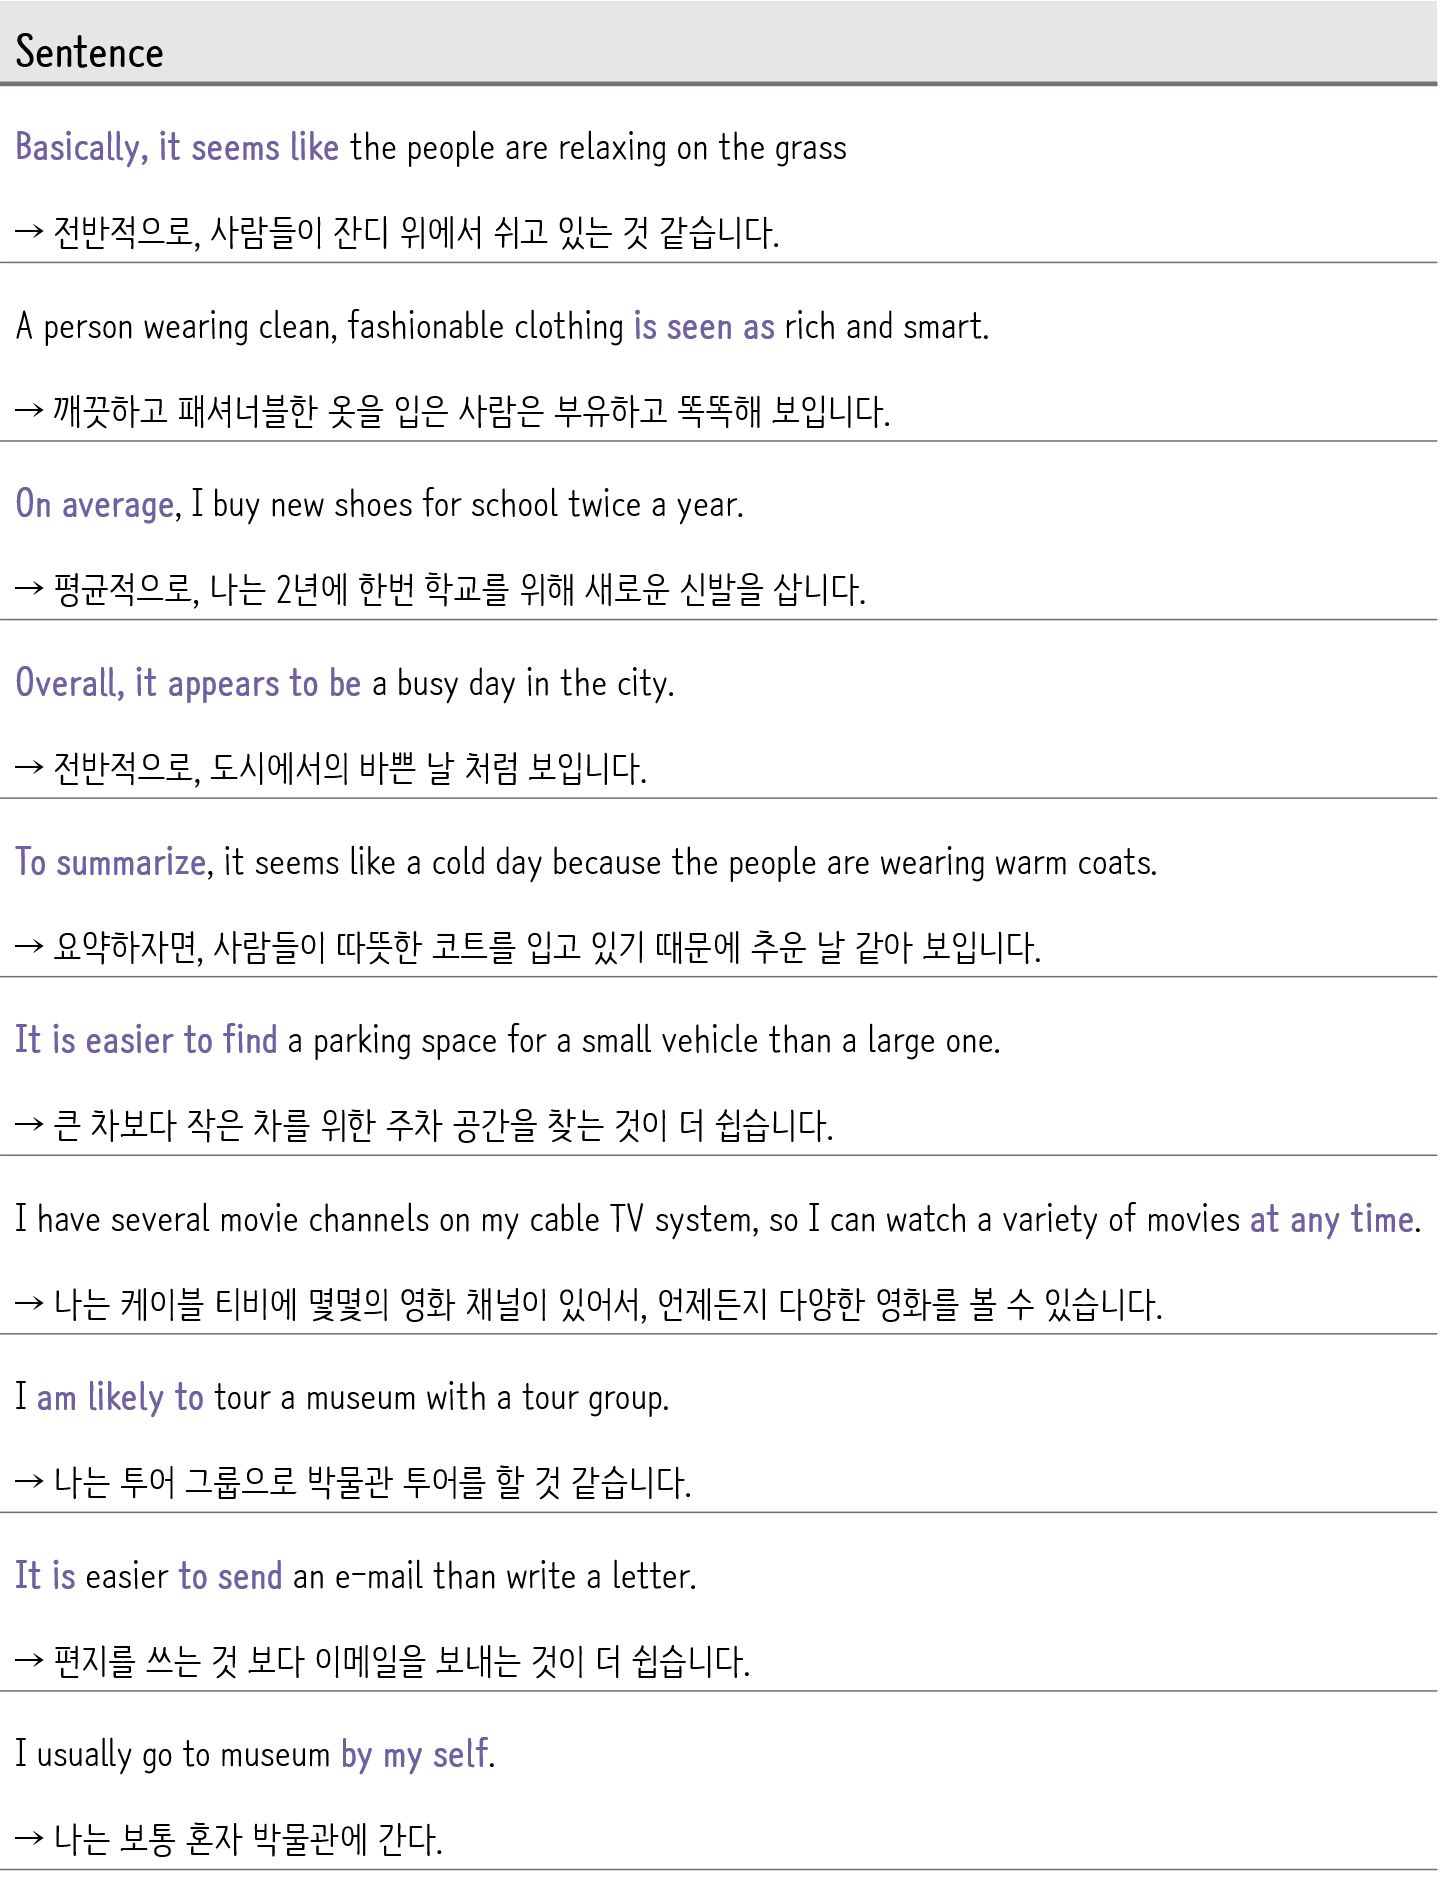 Sentence
Basically, it seems like the people are relaxing on the grass
→ 전반적으로, 사람들이 잔디 위에서 쉬고 있는 것 같습니다.
A person wearing clean, fashionable clothing is seen as rich and smart.
→ 깨끗하고 패셔너블한 옷을 입은 사람은 부유하고 똑똑해 보입니다.
On average, I buy new shoes for school twice a year.
→ 평균적으로, 나는 2년에 한번 학교를 위해 새로운 신발을 삽니다.
Overall, it appears to be a busy day in the city.
→ 전반적으로, 도시에서의 바쁜 날 처럼 보입니다.
To summarize, it seems like a cold day because the people are wearing warm coats.
→ 요약하자면, 사람들이 따뜻한 코트를 입고 있기 때문에 추운 날 같아 보입니다.
It is easier to find a parking space for a small vehicle than a large one.
→ 큰 차보다 작은 차를 위한 주차 공간을 찾는 것이 더 쉽습니다.
I have several movie channels on my cable TV system, so I can watch a variety of movies at any time.
→ 나는 케이블 티비에 몇몇의 영화 채널이 있어서, 언제든지 다양한 영화를 볼 수 있습니다.
I am likely to tour a museum with a tour group.
→ 나는 투어 그룹으로 박물관 투어를 할 것 같습니다.
It is easier to send an e-mail than write a letter.
→ 편지를 쓰는 것 보다 이메일을 보내는 것이 더 쉽습니다.
I usually go to museum by my self.
→ 나는 보통 혼자 박물관에 간다.